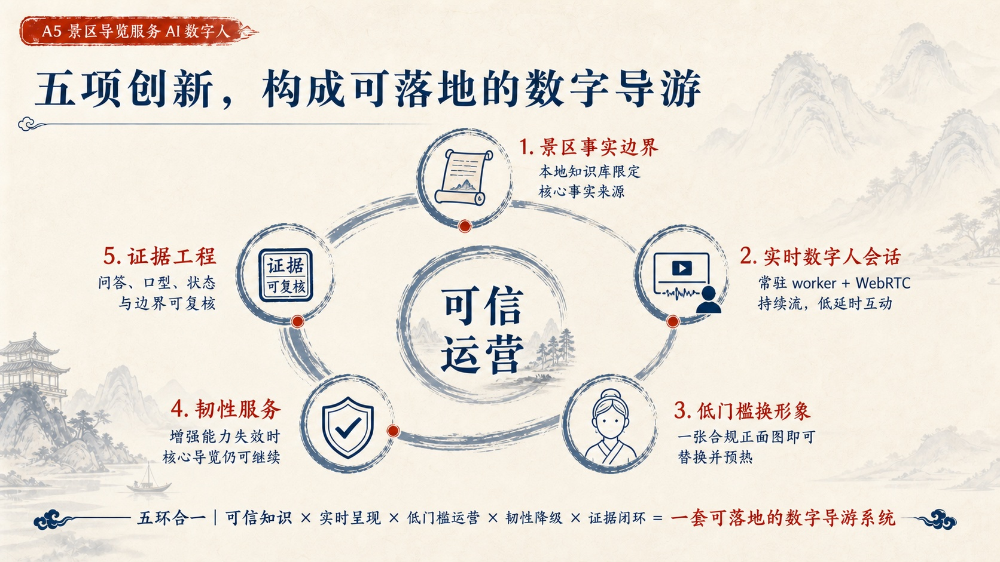 A5 景区导览服务 AI 数字人
五项创新，构成可落地的数字导游
1. 景区事实边界
本地知识库限定
核心事实来源
2. 实时数字人会话
常驻 worker + WebRTC
持续流，低延时互动
3. 低门槛换形象
一张合规正面图即可
替换并预热
4. 韧性服务
增强能力失效时
核心导览仍可继续
5. 证据工程
问答、口型、状态
与边界可复核
证据
可复核
可信
运营
五环合一｜可信知识 × 实时呈现 × 低门槛运营 × 韧性降级 × 证据闭环 = 一套可落地的数字导游系统